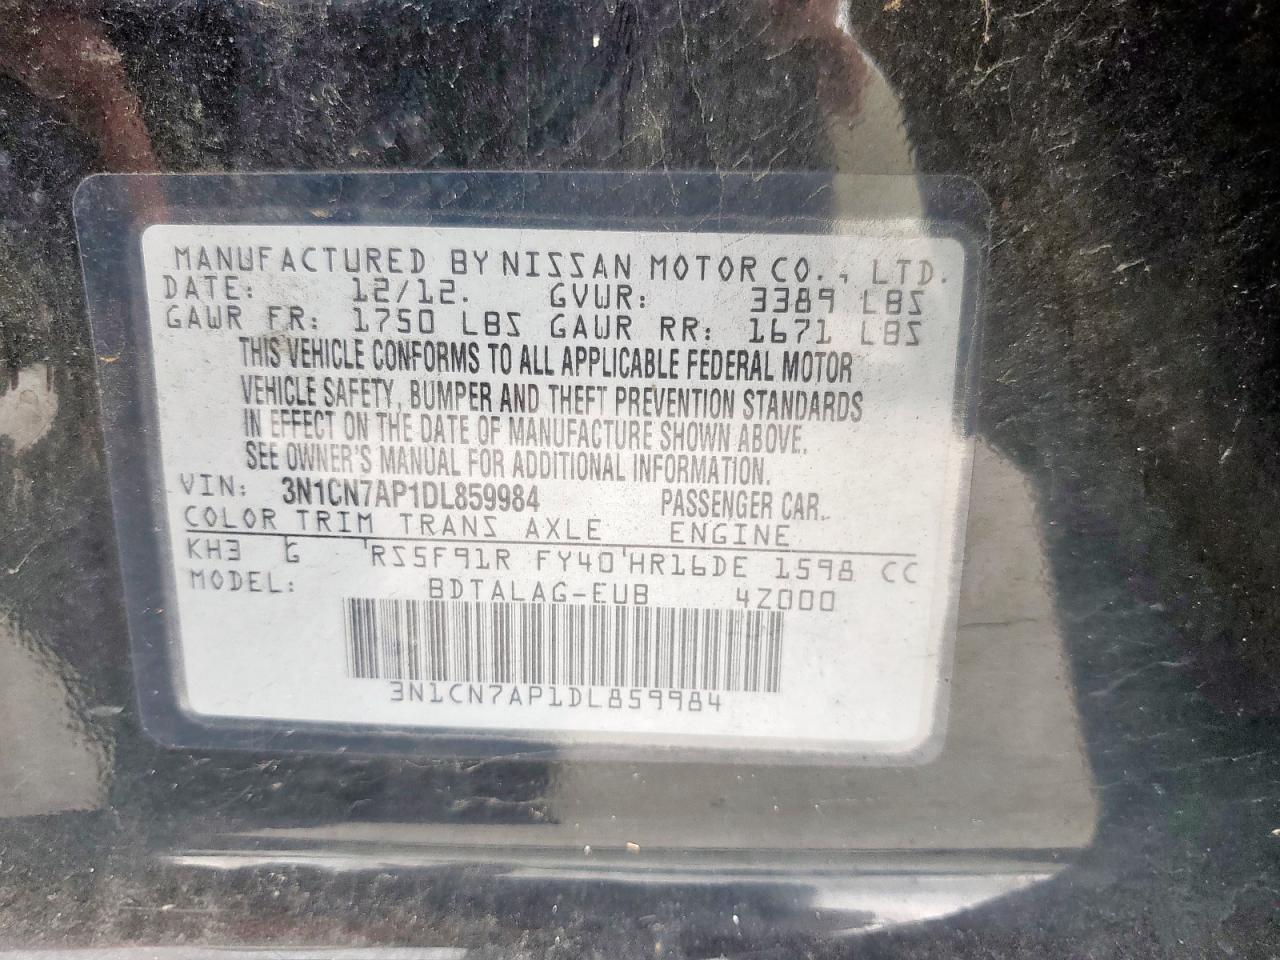 MANUFACTURED BY NISSAN MOTOR CO., LTD.
DATE: 12/12. GVWR: 3389 LBS
GAWR FR: 1750 LBS GAWR RR: 1671 LBS
THIS VEHICLE CONFORMS TO ALL APPLICABLE FEDERAL MOTOR
VEHICLE SAFETY, BUMPER AND THEFT PREVENTION STANDARDS
IN EFFECT ON THE DATE OF MANUFACTURE SHOWN ABOVE.
SEE OWNER'S MANUAL FOR ADDITIONAL INFORMATION.
VIN: 3N1CN7AP1DL859984 PASSENGER CAR.
COLOR TRIM TRANS AXLE ENGINE
KH3 G RS5F91R FY40 HR16DE 1598 CC
MODEL: BDTALAG-EUB 4Z000
3N1CN7AP1DL859984